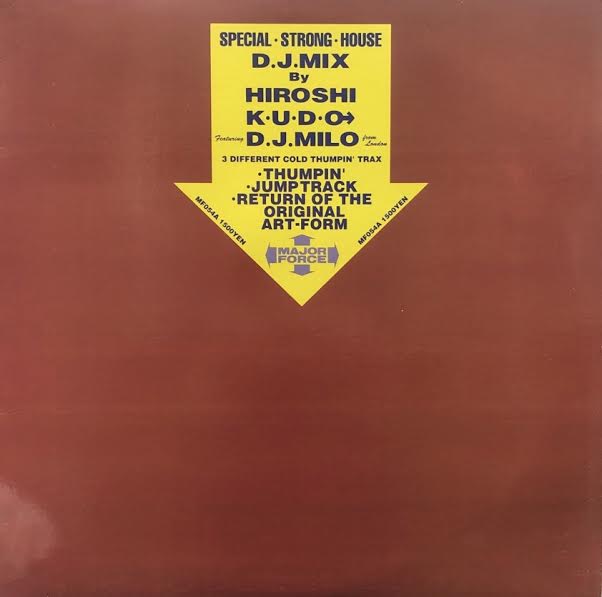 SPECIAL·STRONG·HOUSE
D.J.MIX
By
HIROSHI
K·U·D·O→
Featuring D.J.MILO from London
3 DIFFERENT COLD THUMPIN' TRAX
·THUMPIN'
·JUMPTRACK
·RETURN OF THE
ORIGINAL
ART-FORM
MF054A 1500YEN
MF054A 1500YEN
MAJOR
FORCE